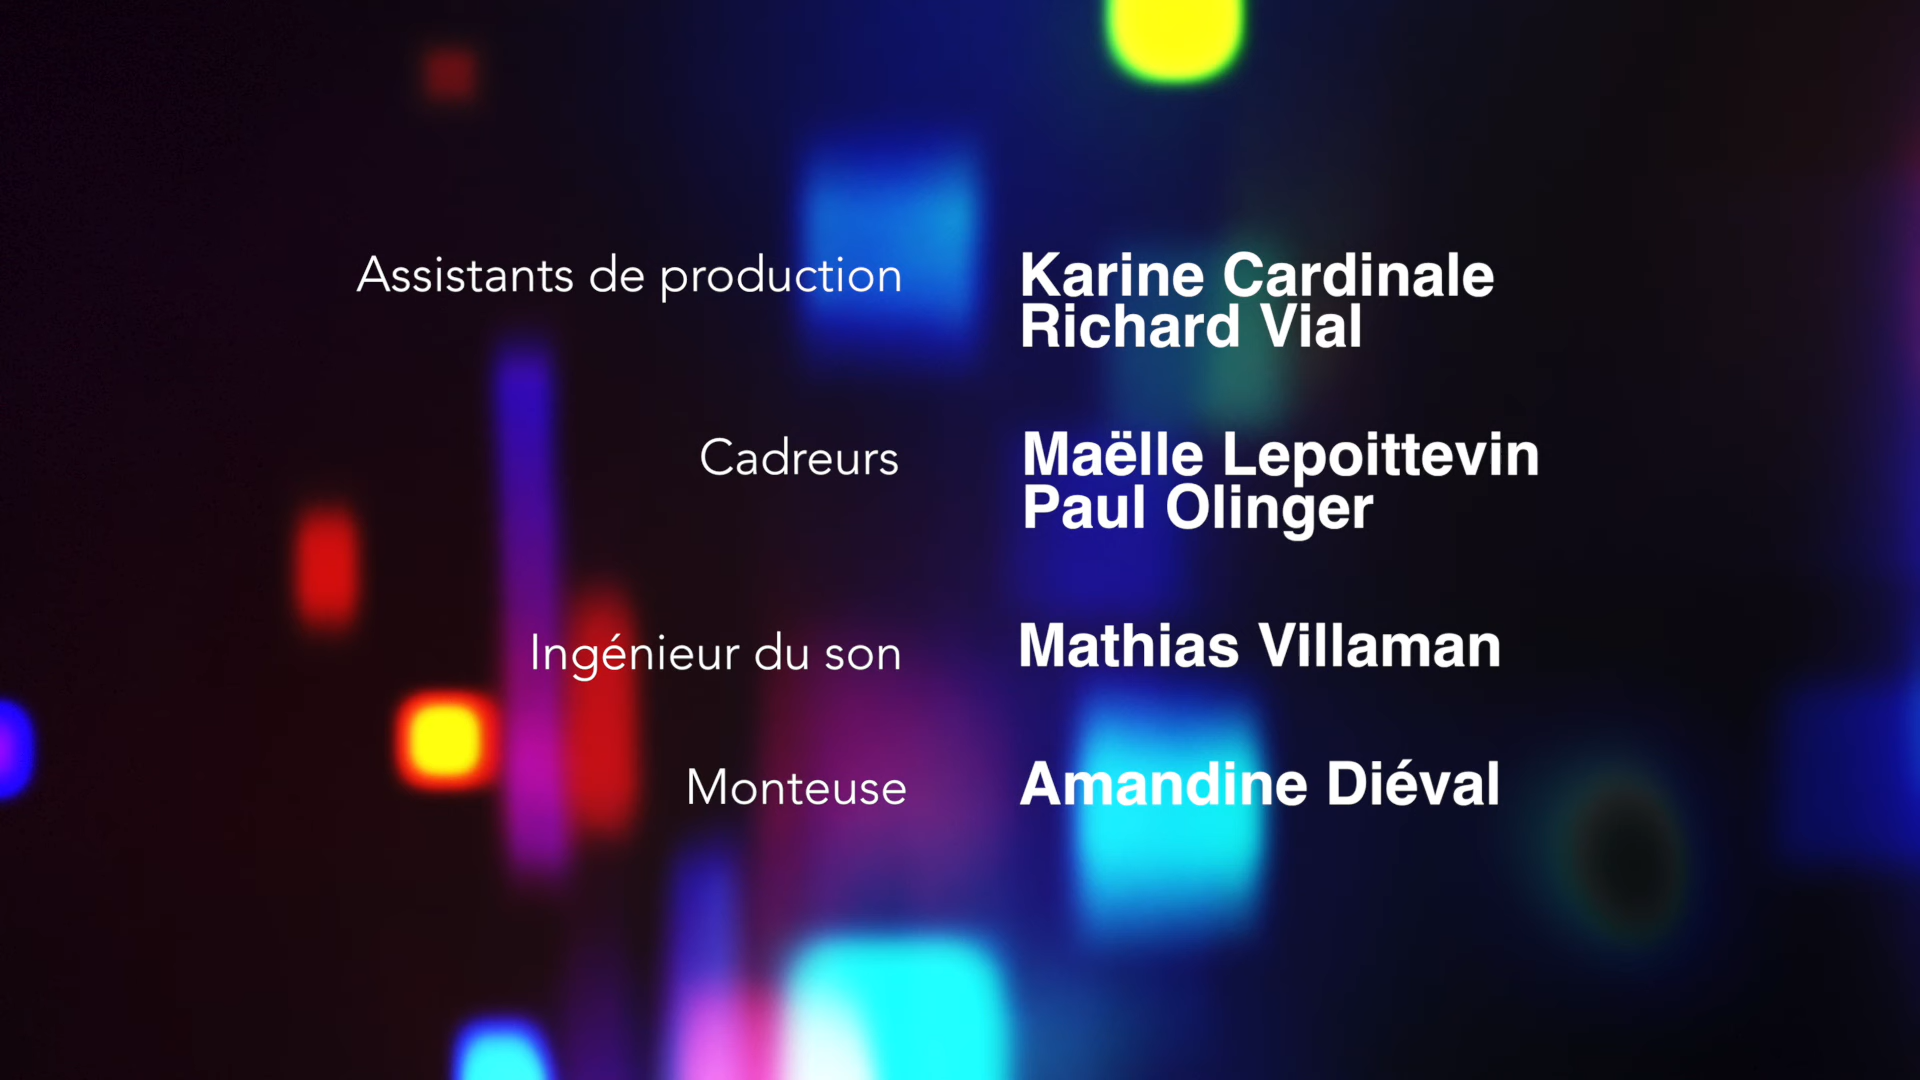 Assistants de production Karine Cardinale
Richard Vial
Cadreurs Maëlle Lepoittevin
Paul Olinger
Ingénieur du son Mathias Villaman
Monteuse Amandine Diéval